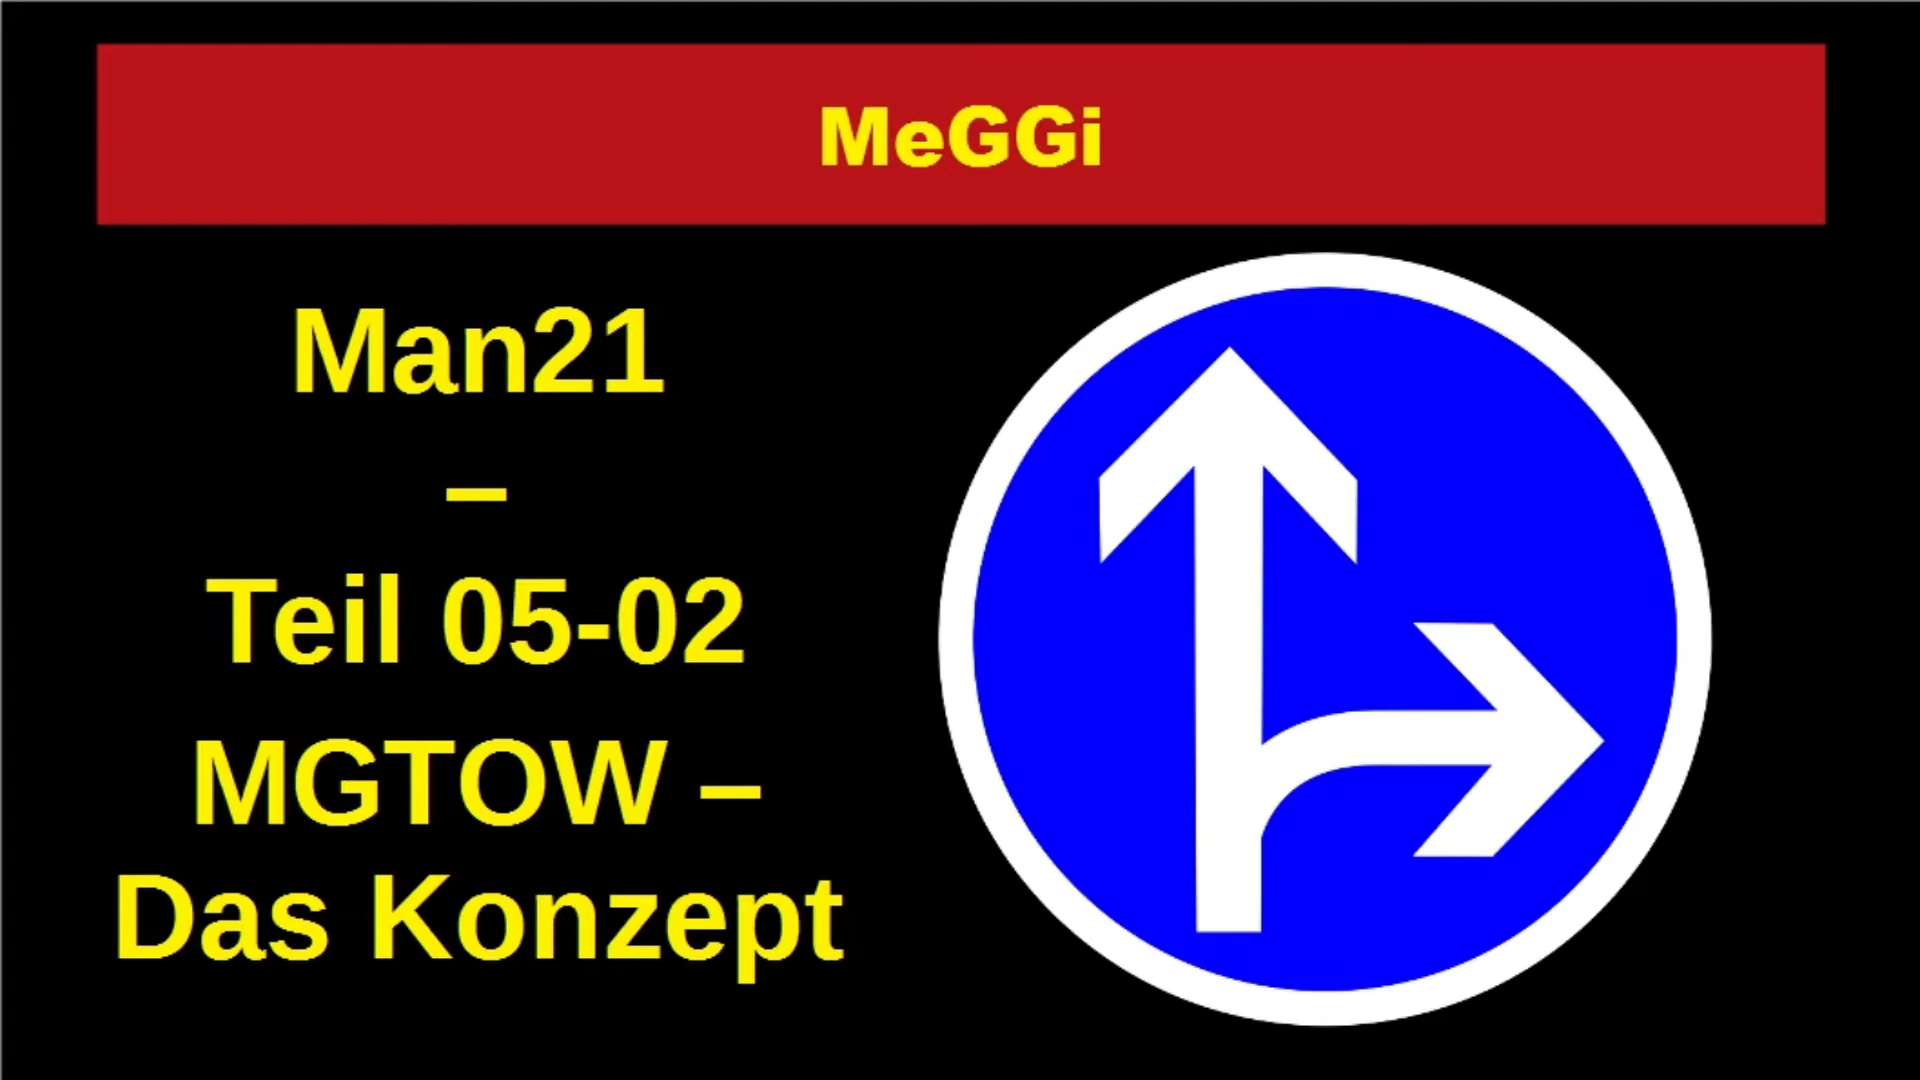 MeGGi
Man21
–
Teil 05-02
MGTOW –
Das Konzept